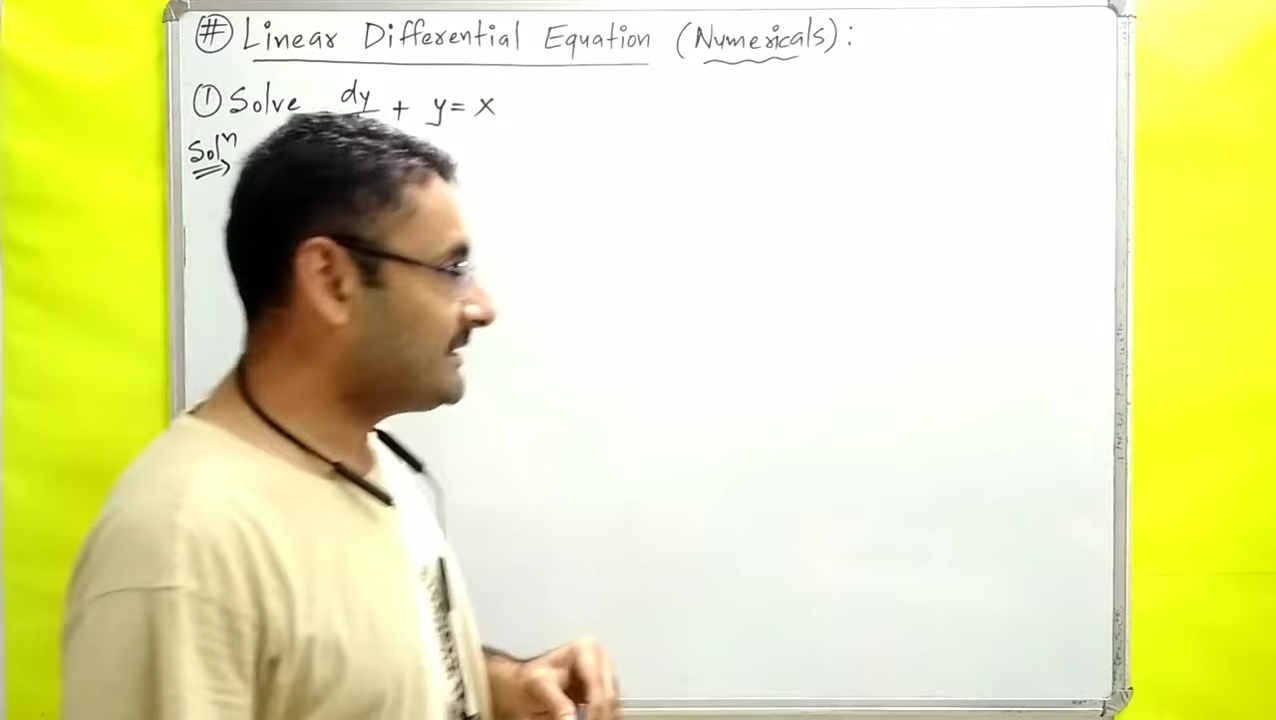 # Linear Differential Equation (Numericals):
① Solve dy + y = x
Solⁿ